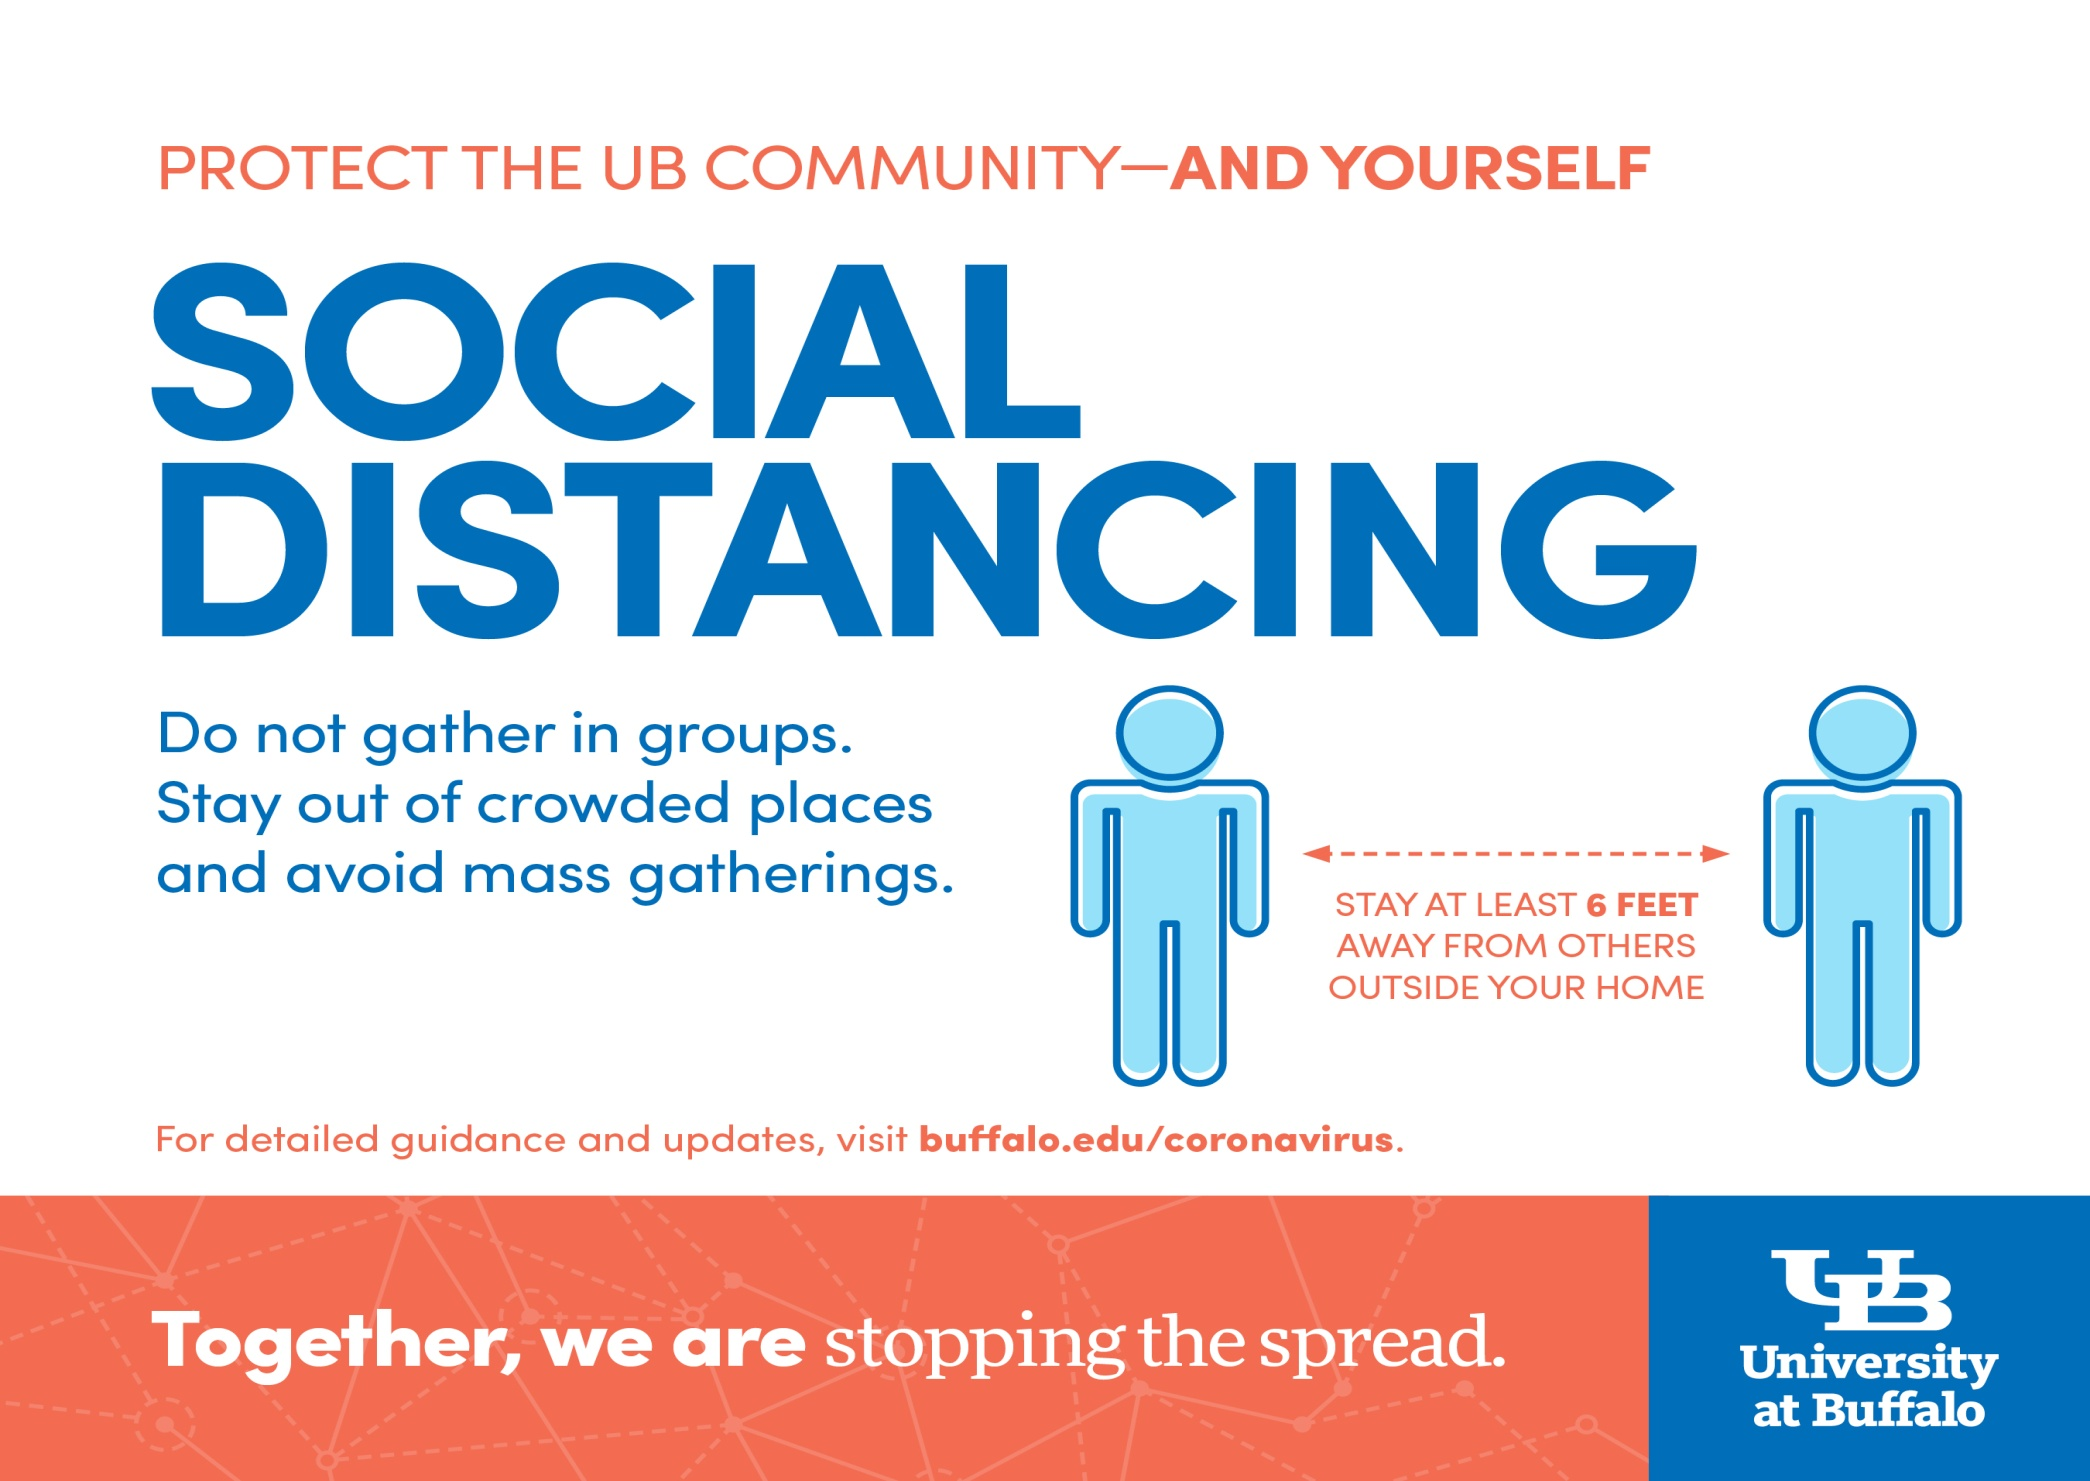 PROTECT THE UB COMMUNITY—AND YOURSELF
SOCIAL
DISTANCING
Do not gather in groups.
Stay out of crowded places
and avoid mass gatherings.
STAY AT LEAST 6 FEET
AWAY FROM OTHERS
OUTSIDE YOUR HOME
For detailed guidance and updates, visit buffalo.edu/coronavirus.
Together, we are stopping the spread.
UB
University
at Buffalo